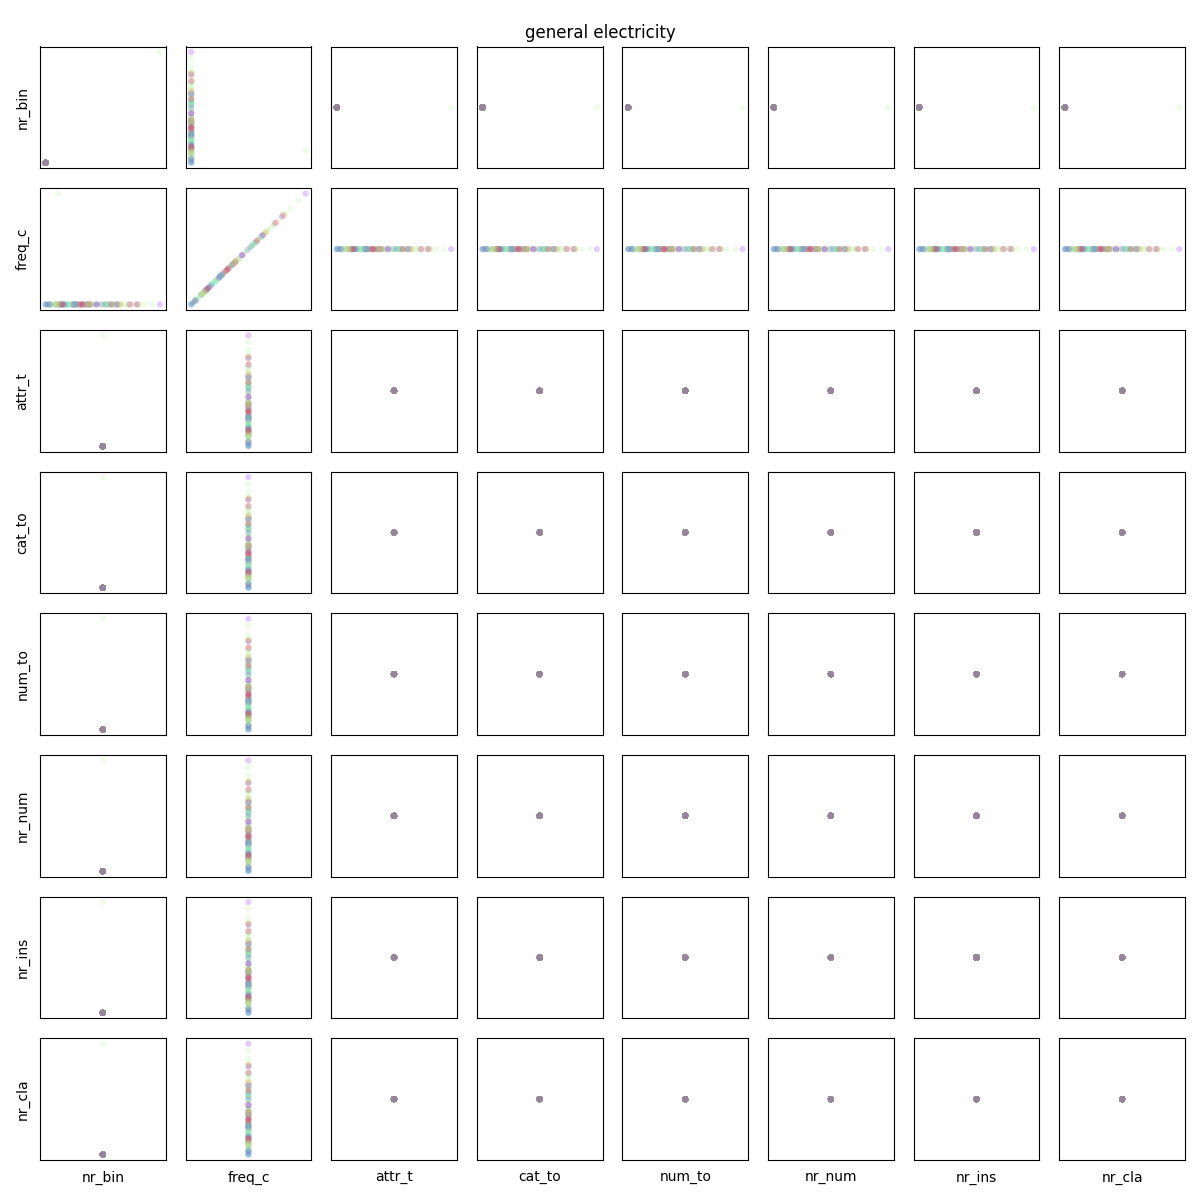 general electricity
nr_bin
freq_c
attr_t
cat_to
num_to
nr_num
nr_ins
nr_cla
nr_bin freq_c attr_t cat_to num_to nr_num nr_ins nr_cla